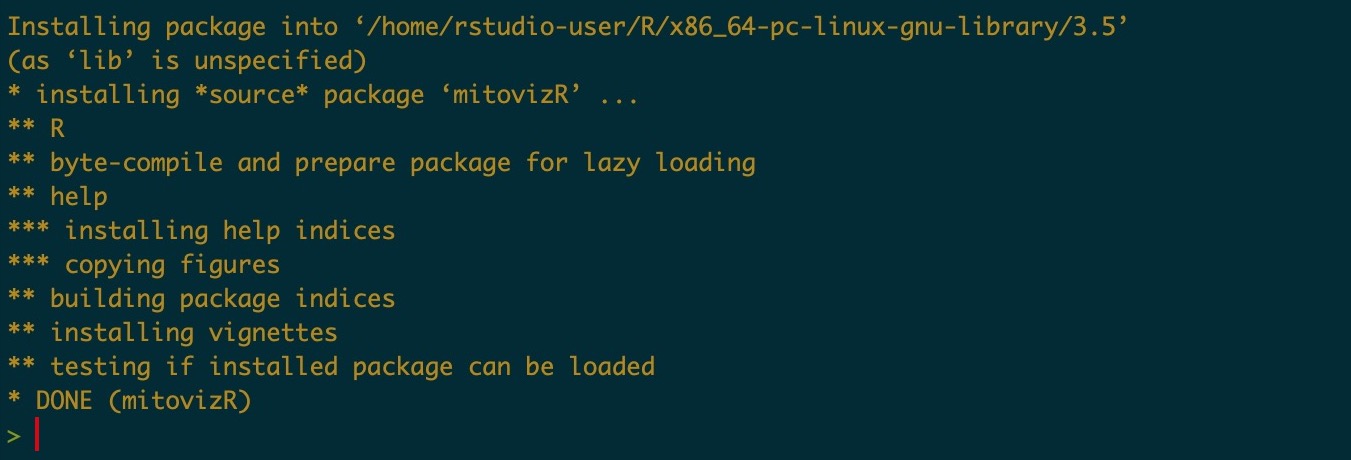 Installing package into ‘/home/rstudio-user/R/x86_64-pc-linux-gnu-library/3.5’
(as ‘lib’ is unspecified)
* installing *source* package ‘mitovizR’ ...
** R
** byte-compile and prepare package for lazy loading
** help
*** installing help indices
*** copying figures
** building package indices
** installing vignettes
** testing if installed package can be loaded
* DONE (mitovizR)
>